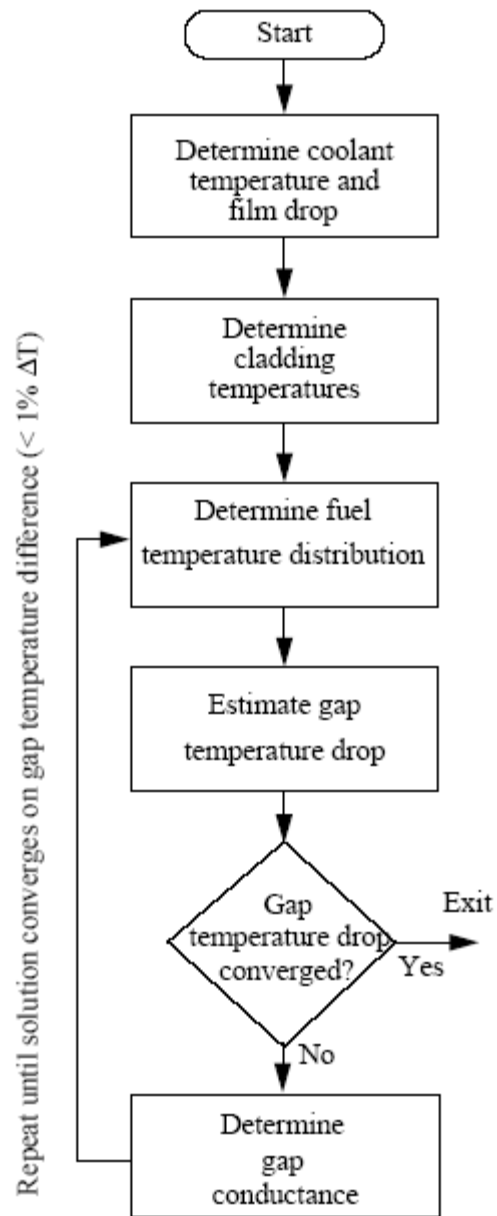 Start
Determine coolant
temperature and
film drop
Determine
cladding
temperatures
Determine fuel
temperature distribution
Estimate gap
temperature drop
Gap
temperature drop
converged?
Exit
Yes
No
Determine
gap
conductance
Repeat until solution converges on gap temperature difference (< 1% ΔT)